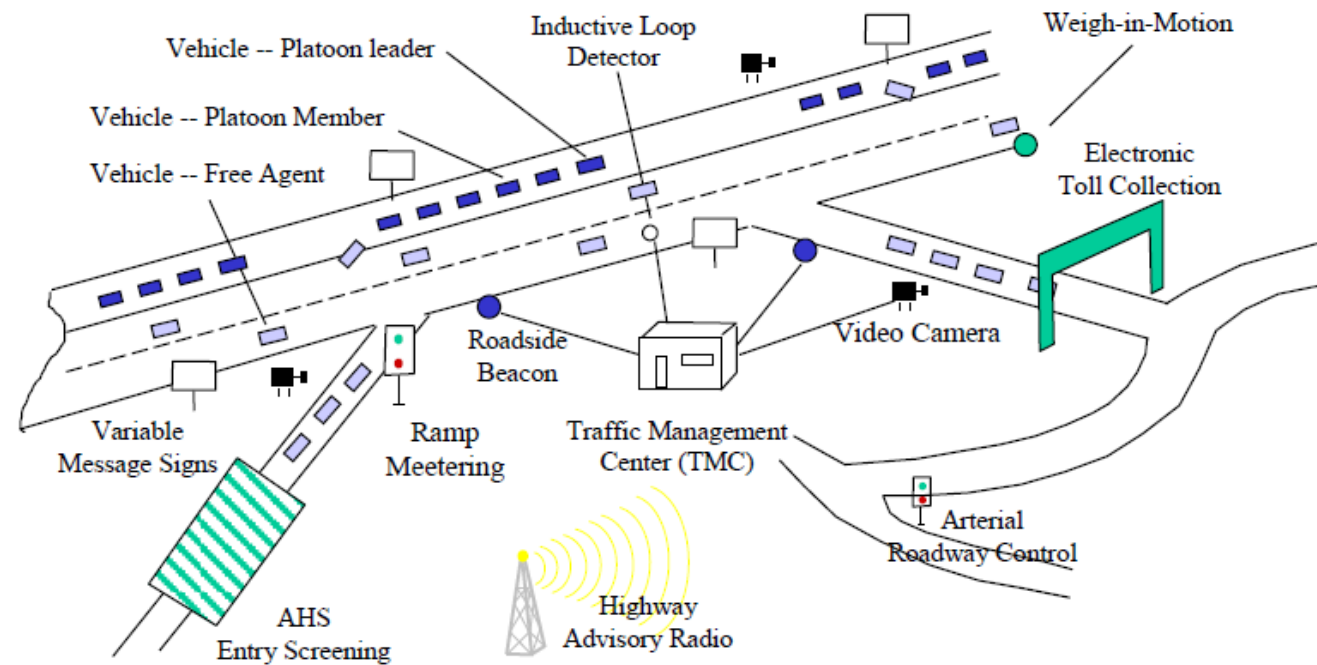 Vehicle -- Platoon leader
Inductive Loop
Detector
Weigh-in-Motion
Vehicle -- Platoon Member
Vehicle -- Free Agent
Electronic
Toll Collection
Roadside
Beacon
Video Camera
Variable
Message Signs
Ramp
Meetering
Traffic Management
Center (TMC)
Arterial
Roadway Control
AHS
Entry Screening
Highway
Advisory Radio